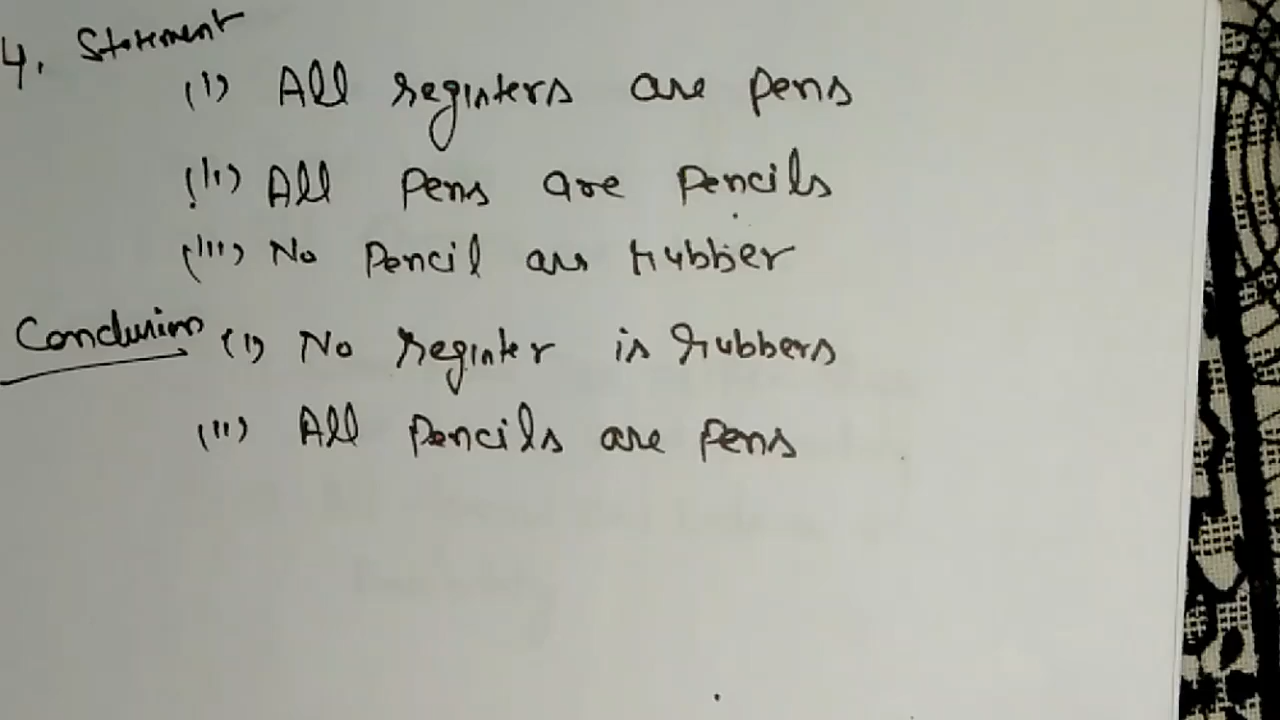 4. Statement
(i) All registers are pens
(ii) All pens are pencils
(iii) No pencil are rubber
Conclusion (i) No register is rubbers
(ii) All pencils are pens